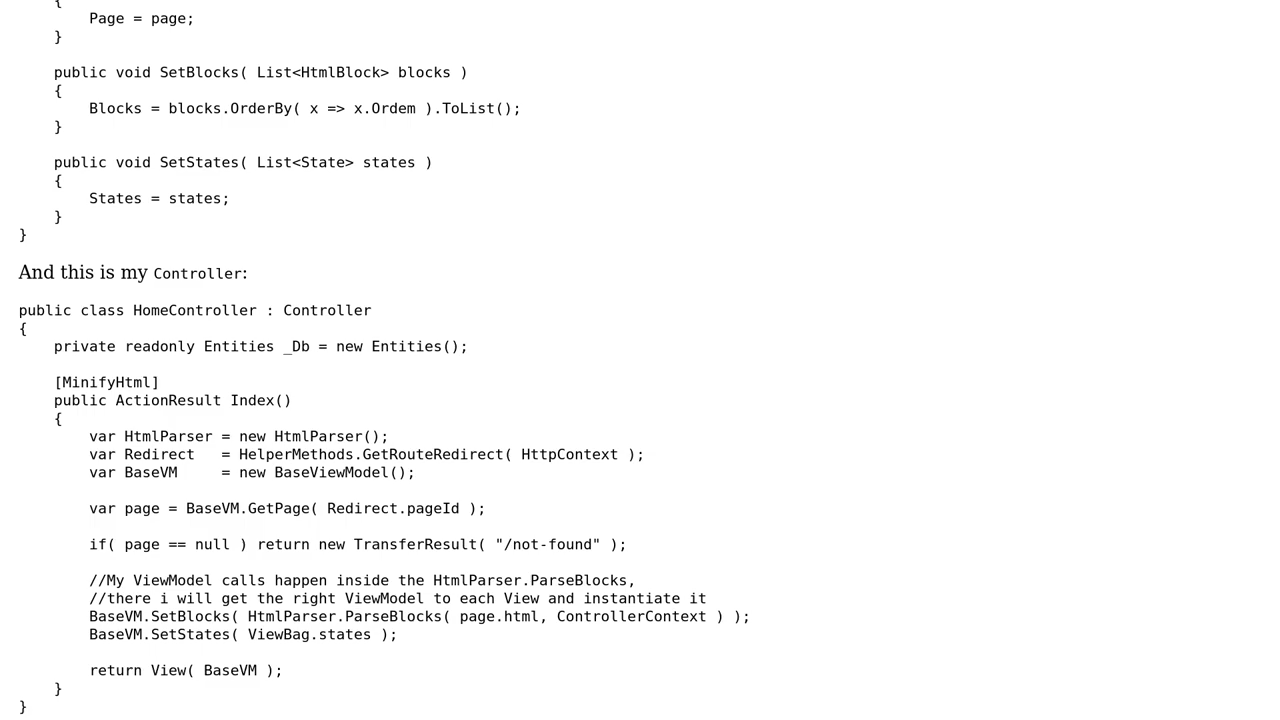 {
        Page = page;
    }

    public void SetBlocks( List<HtmlBlock> blocks )
    {
        Blocks = blocks.OrderBy( x => x.Ordem ).ToList();
    }

    public void SetStates( List<State> states )
    {
        States = states;
    }
}

And this is my Controller:

public class HomeController : Controller
{
    private readonly Entities _Db = new Entities();

    [MinifyHtml]
    public ActionResult Index()
    {
        var HtmlParser = new HtmlParser();
        var Redirect   = HelperMethods.GetRouteRedirect( HttpContext );
        var BaseVM     = new BaseViewModel();

        var page = BaseVM.GetPage( Redirect.pageId );

        if( page == null ) return new TransferResult( "/not-found" );

        //My ViewModel calls happen inside the HtmlParser.ParseBlocks,
        //there i will get the right ViewModel to each View and instantiate it
        BaseVM.SetBlocks( HtmlParser.ParseBlocks( page.html, ControllerContext ) );
        BaseVM.SetStates( ViewBag.states );

        return View( BaseVM );
    }
}